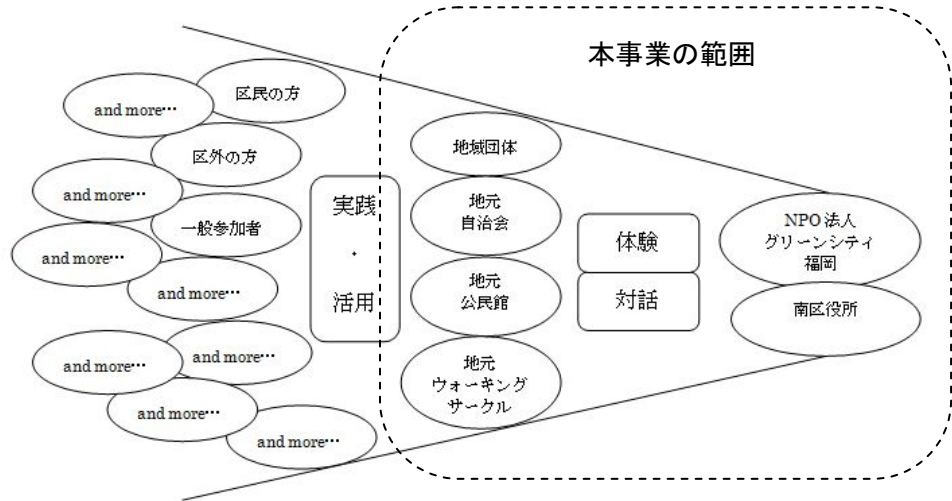 本事業の範囲
区民の方
and more…
区外の方
and more…
一般参加者
and more…
and more…
and more…
and more…
and more…
and more…
実践
・
活用
地域団体
地元
自治会
地元
公民館
地元
ウォーキング
サークル
体験
対話
NPO 法人
グリーンシティ
福岡
南区役所